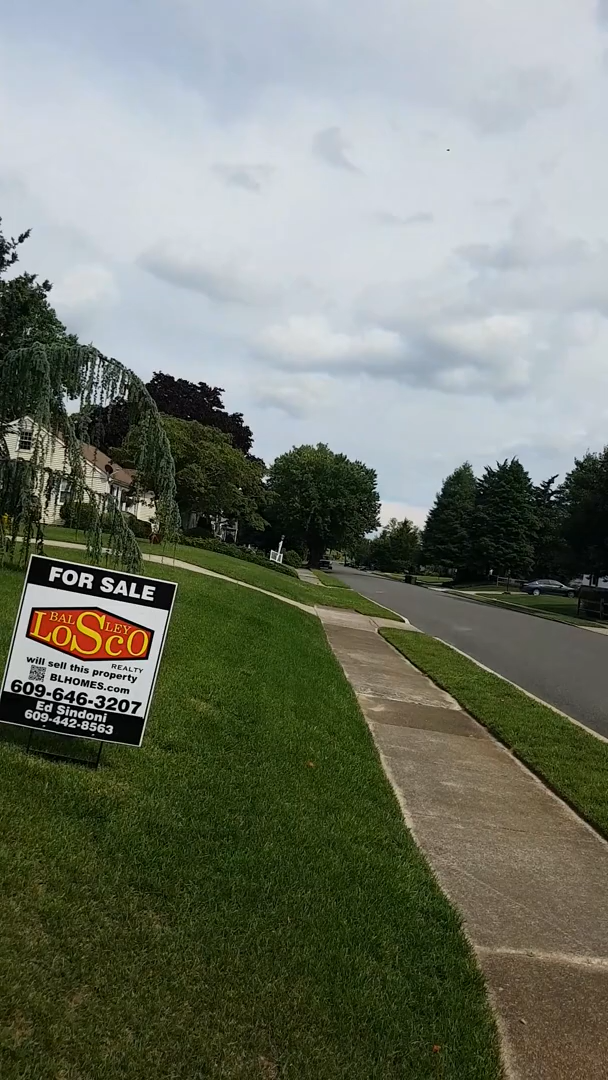 FOR SALE
BAL LEY
LoSCO
REALTY
will sell this property
BLHOMES.com
609-646-3207
Ed Sindoni
609-442-8563